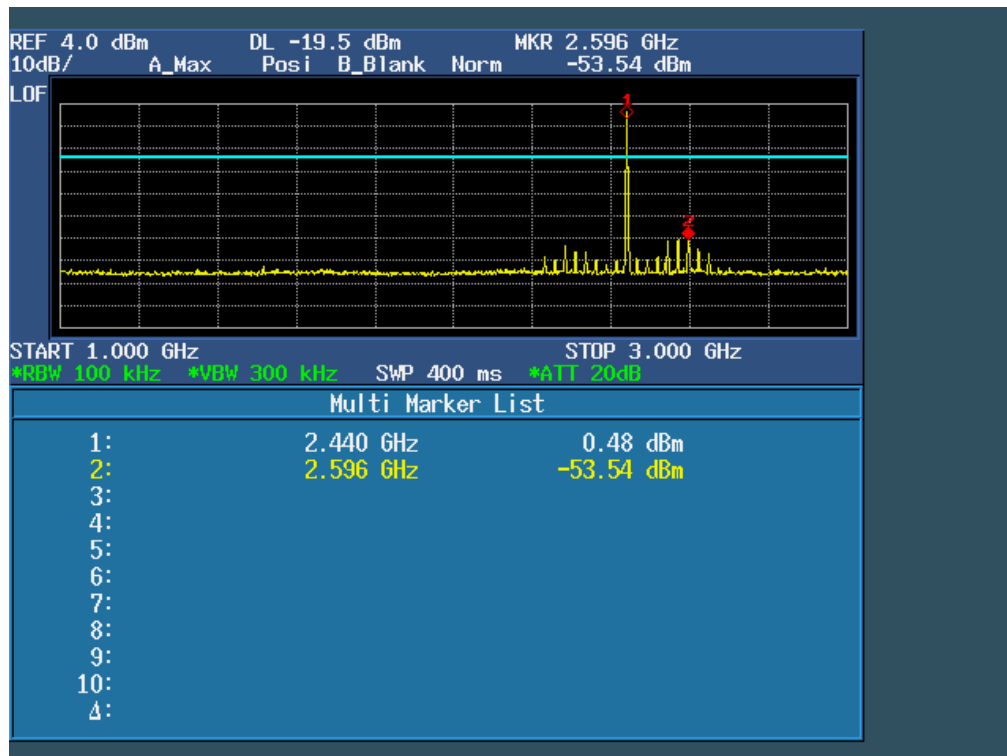 REF 4.0 dBm DL -19.5 dBm MKR 2.596 GHz
10dB/ A_Max Posi B_Blank Norm -53.54 dBm
LOF
1
2
START 1.000 GHz STOP 3.000 GHz
*RBW 100 kHz *VBW 300 kHz SWP 400 ms *ATT 20dB
Multi Marker List
1: 2.440 GHz 0.48 dBm
2: 2.596 GHz -53.54 dBm
3:
4:
5:
6:
7:
8:
9:
10:
Δ: